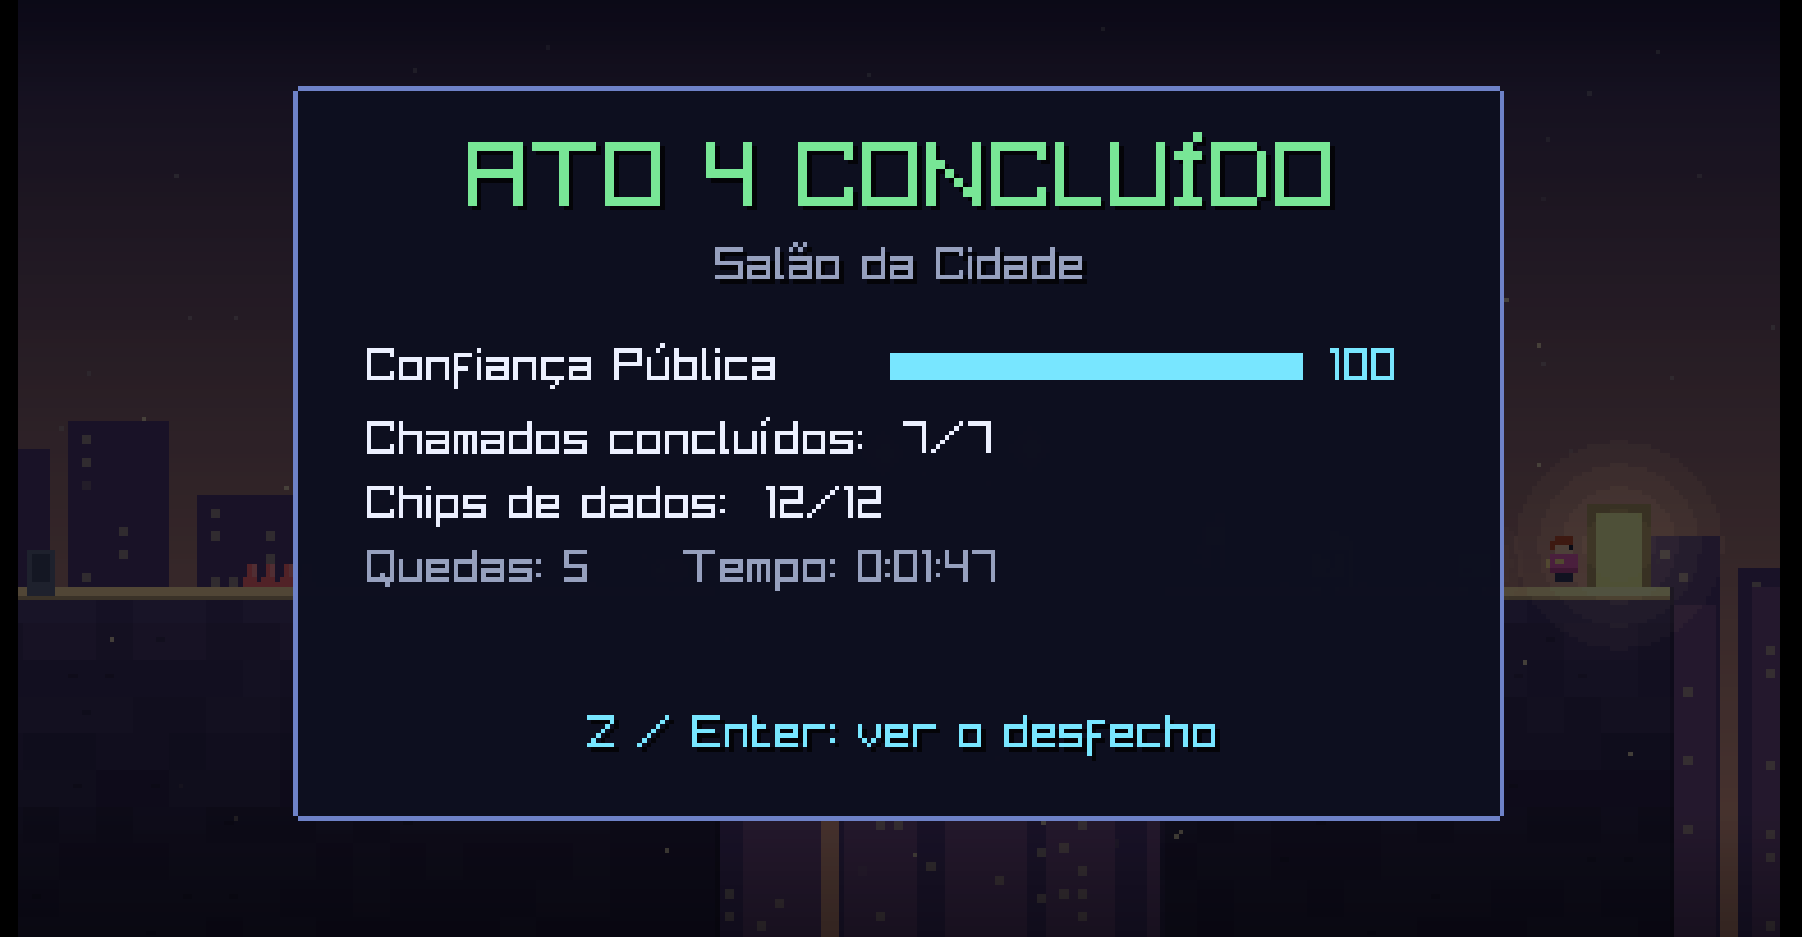 ATO 4 CONCLUÍDO
Salão da Cidade
Confiança Pública 100
Chamados concluídos: 7/7
Chips de dados: 12/12
Quedas: 5 Tempo: 0:01:47
Z / Enter: ver o desfecho